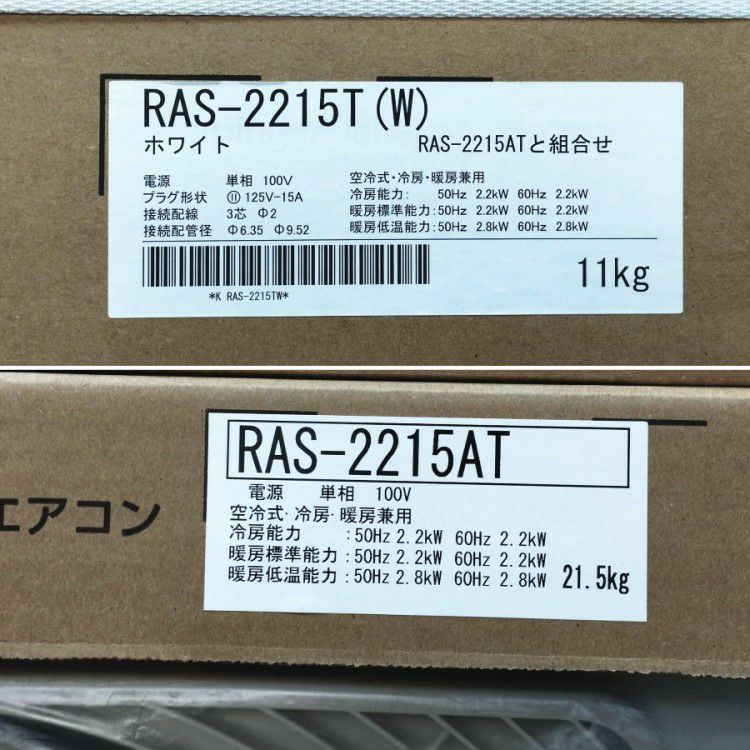 RAS-2215T(W)
ホワイト RAS-2215ATと組合せ
電源 単相 100V 空冷式・冷房・暖房兼用
プラグ形状 125V-15A 冷房能力: 50Hz 2.2kW 60Hz 2.2kW
接続配線 3芯 Φ2 暖房標準能力:50Hz 2.2kW 60Hz 2.2kW
接続配管径 Φ6.35 Φ9.52 暖房低温能力:50Hz 2.8kW 60Hz 2.8kW
*K RAS-2215TW*
11kg
RAS-2215AT
電源 単相 100V
空冷式・冷房・暖房兼用
冷房能力 :50Hz 2.2kW 60Hz 2.2kW
暖房標準能力:50Hz 2.2kW 60Hz 2.2kW
暖房低温能力:50Hz 2.8kW 60Hz 2.8kW 21.5kg
エアコン